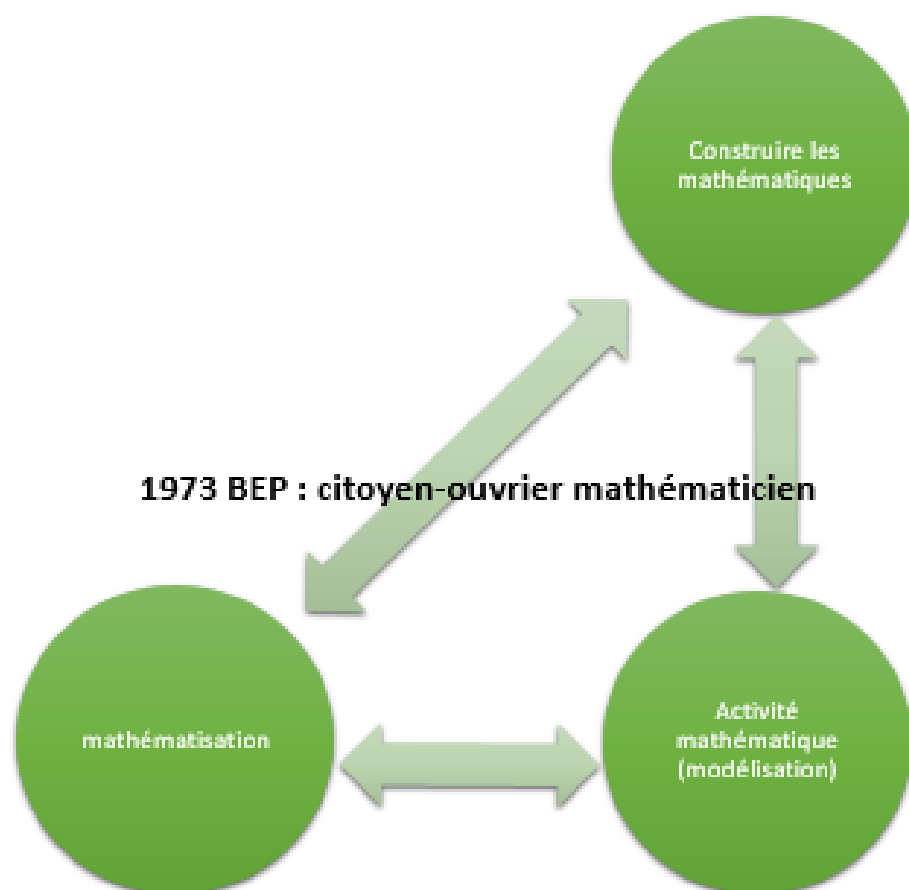 Construire les
mathématiques
1973 BEP : citoyen-ouvrier mathématicien
mathématisation
Activité
mathématique
(modélisation)